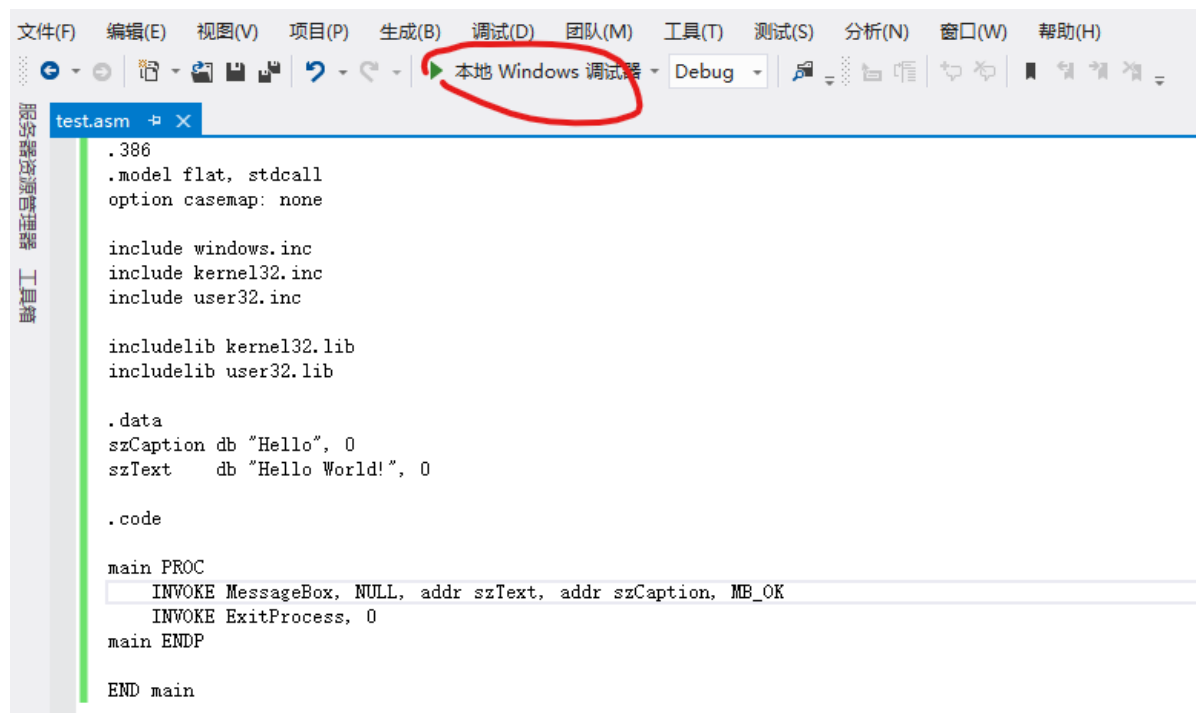 文件(F) 编辑(E) 视图(V) 项目(P) 生成(B) 调试(D) 团队(M) 工具(T) 测试(S) 分析(N) 窗口(W) 帮助(H)
本地 Windows 调试器 Debug
服务器资源管理器
工具箱
test.asm
.386
.model flat, stdcall
option casemap: none
include windows.inc
include kernel32.inc
include user32.inc
includelib kernel32.lib
includelib user32.lib
.data
szCaption db "Hello", 0
szText db "Hello World!", 0
.code
main PROC
INVOKE MessageBox, NULL, addr szText, addr szCaption, MB_OK
INVOKE ExitProcess, 0
main ENDP
END main